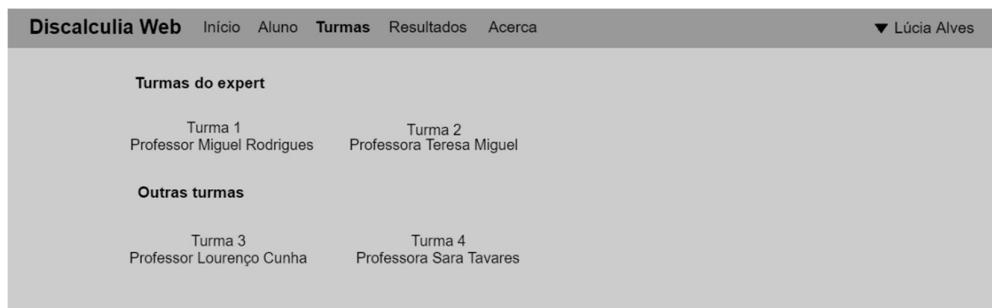 Discalculia Web Início Aluno Turmas Resultados Acerca ▼ Lúcia Alves
Turmas do expert
Turma 1 Turma 2
Professor Miguel Rodrigues Professora Teresa Miguel
Outras turmas
Turma 3 Turma 4
Professor Lourenço Cunha Professora Sara Tavares